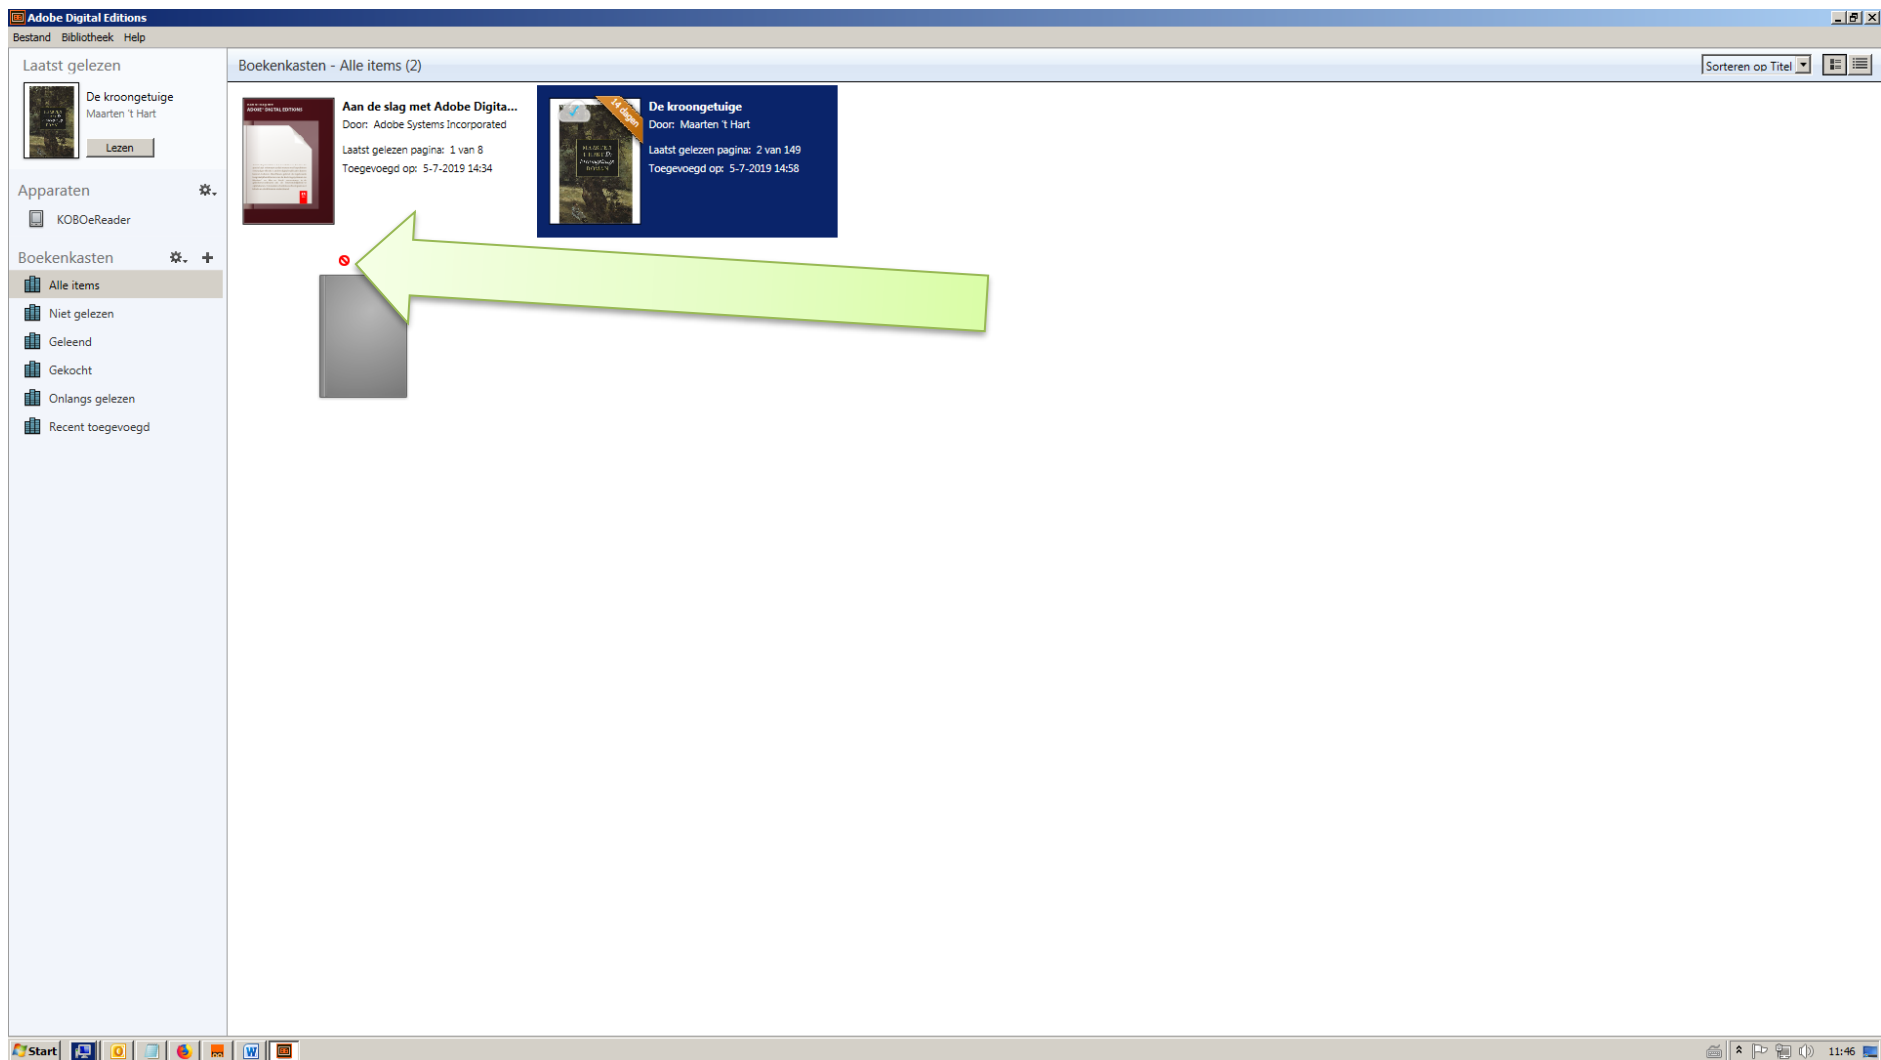 Adobe Digital Editions
Bestand Bibliotheek Help
Laatst gelezen
De kroongetuige
Maarten 't Hart
Lezen
Apparaten
KOBOeReader
Boekenkasten
Alle items
Niet gelezen
Geleend
Gekocht
Onlangs gelezen
Recent toegevoegd
Boekenkasten - Alle items (2)
Sorteren op Titel
ADOBE® DIGITAL EDITIONS
Aan de slag met Adobe Digita...
Door: Adobe Systems Incorporated
Laatst gelezen pagina: 1 van 8
Toegevoegd op: 5-7-2019 14:34
14 dagen
De kroongetuige
Door: Maarten 't Hart
Laatst gelezen pagina: 2 van 149
Toegevoegd op: 5-7-2019 14:58
Start
11:46